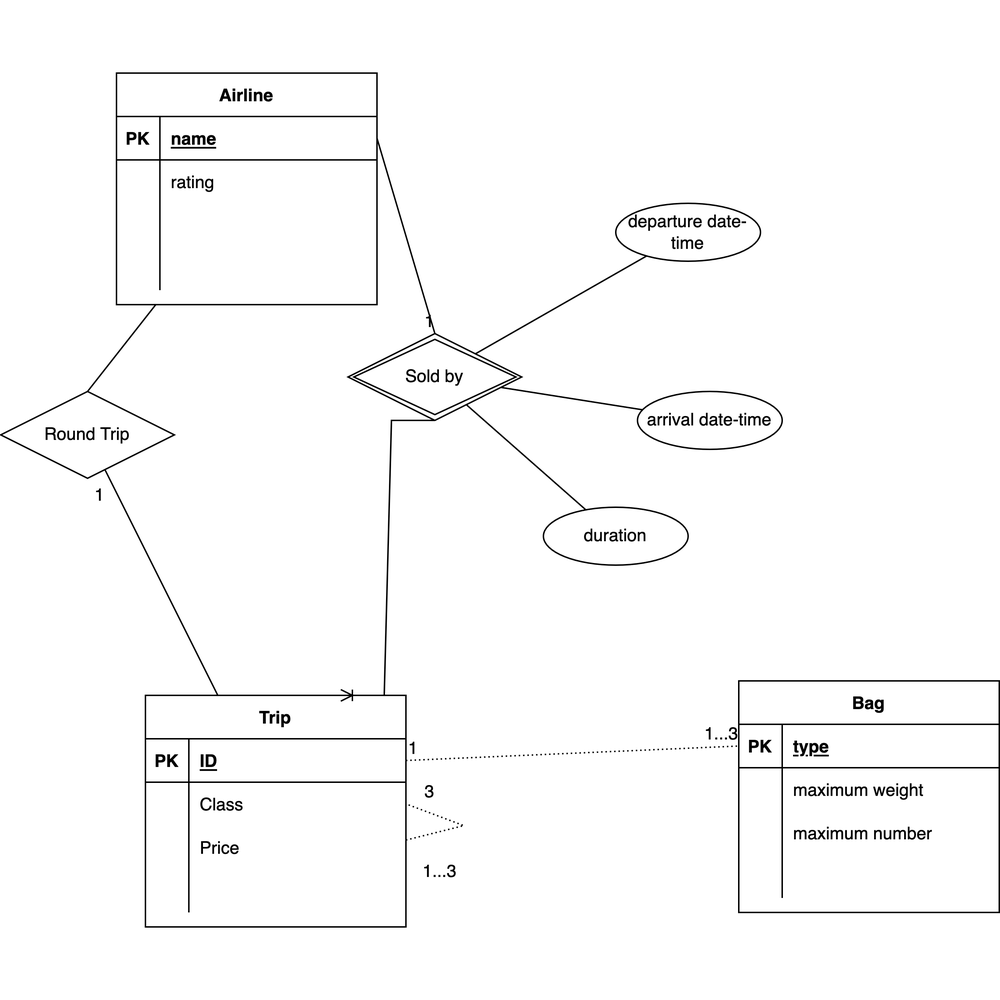 Airline
PK name
rating
departure date-
time
1
Sold by
arrival date-time
Round Trip
1
duration
Trip
PK ID
Class
Price
1
1...3
3
1...3
Bag
PK type
maximum weight
maximum number